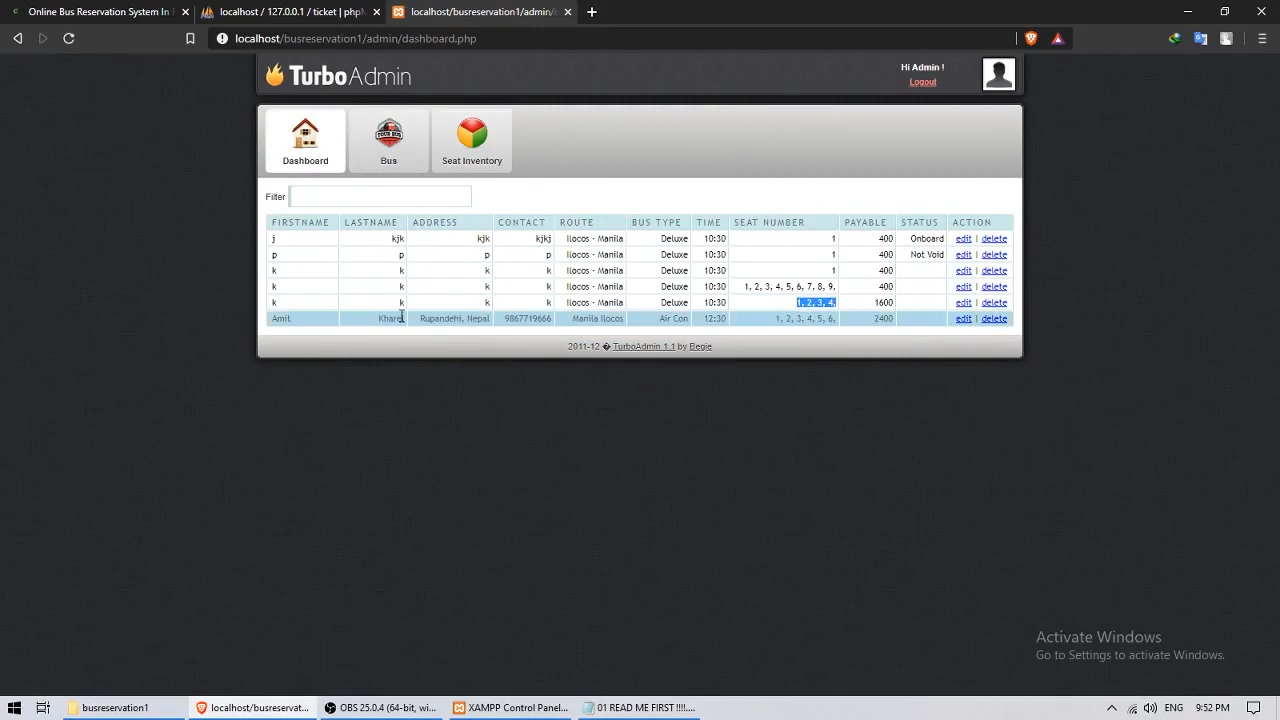 Online Bus Reservation System In
localhost / 127.0.0.1 / ticket | php
localhost/busreservation1/admin/
localhost/busreservation1/admin/dashboard.php
TurboAdmin
Hi Admin !
Logout
Dashboard
TOUR BUS
Bus
Seat Inventory
Filter
FIRSTNAME LASTNAME ADDRESS CONTACT ROUTE BUS TYPE TIME SEAT NUMBER PAYABLE STATUS ACTION
j kjk kjk kjkj Ilocos - Manila Deluxe 10:30 1 400 Onboard edit | delete
p p p p Ilocos - Manila Deluxe 10:30 1 400 Not Void edit | delete
k k k k Ilocos - Manila Deluxe 10:30 1 400 edit | delete
k k k k Ilocos - Manila Deluxe 10:30 1, 2, 3, 4, 5, 6, 7, 8, 9, 400 edit | delete
k k k k Ilocos - Manila Deluxe 10:30 1, 2, 3, 4, 1600 edit | delete
Amit Rupandehi, Nepal 9867719666 Manila Ilocos Air Con 12:30 1, 2, 3, 4, 5, 6, 2400 edit | delete
2011-12 � TurboAdmin 1.1 by Begie
Activate Windows
Go to Settings to activate Windows.
busreservation1
localhost/busreservat...
OBS 25.0.4 (64-bit, wi...
XAMPP Control Panel...
01 READ ME FIRST !!!!...
ENG
9:52 PM